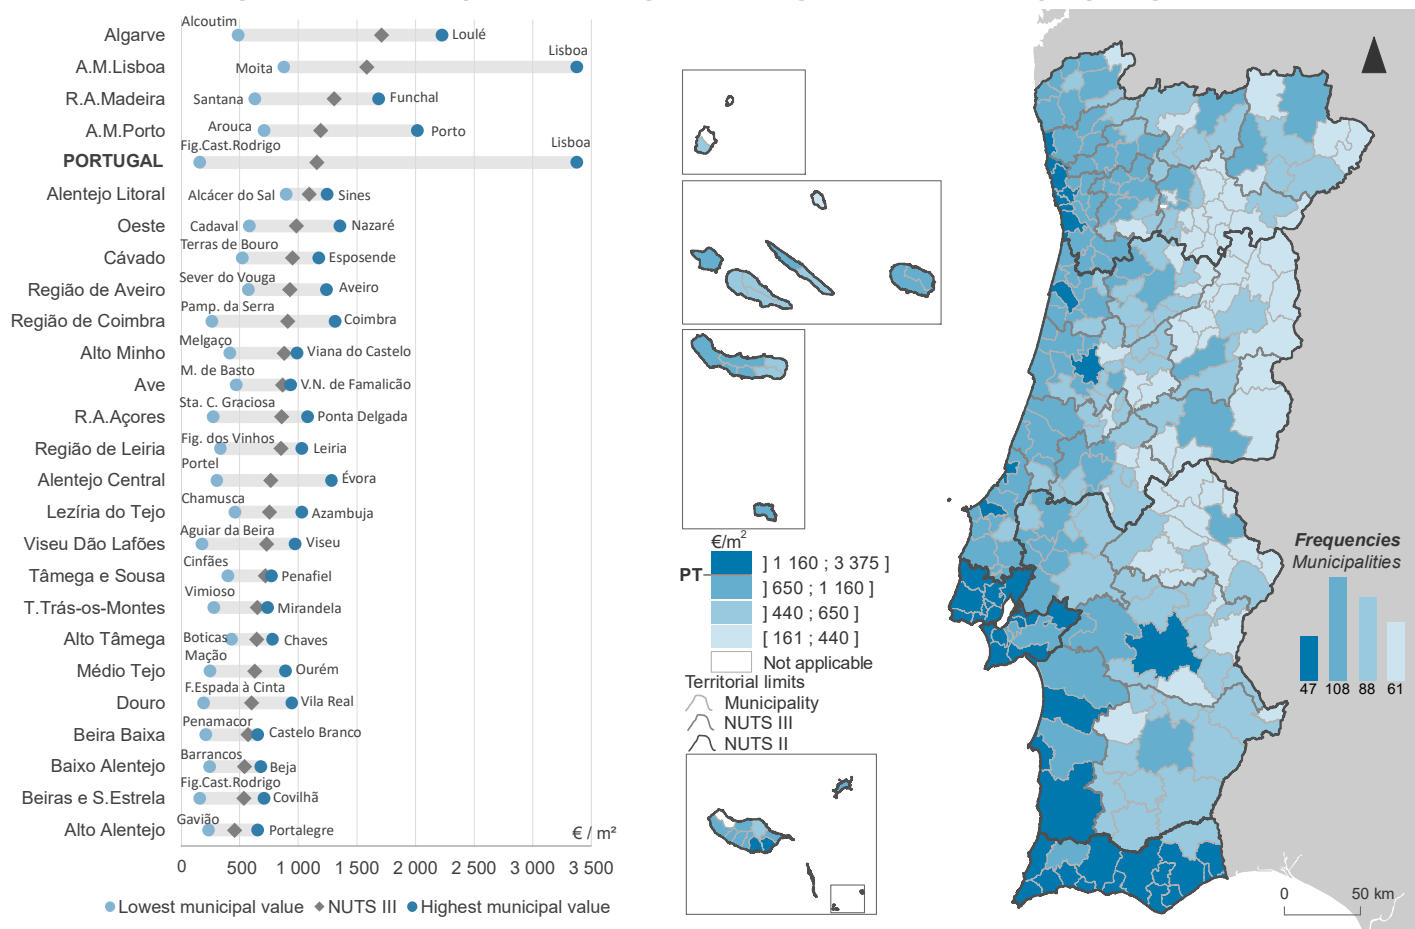 Alcoutim
Algarve
Loulé
Lisboa
A.M.Lisboa
Moita
R.A.Madeira
Santana
Funchal
A.M.Porto
Arouca
Porto
Fig.Cast.Rodrigo
Lisboa
PORTUGAL
Alentejo Litoral
Alcácer do Sal
Sines
Oeste
Cadaval
Nazaré
Terras de Bouro
Cávado
Esposende
Sever do Vouga
Região de Aveiro
Aveiro
Pamp. da Serra
Região de Coimbra
Coimbra
Melgaço
Alto Minho
Viana do Castelo
M. de Basto
Ave
V.N. de Famalicão
Sta. C. Graciosa
R.A.Açores
Ponta Delgada
Fig. dos Vinhos
Região de Leiria
Leiria
Portel
Alentejo Central
Évora
Chamusca
Lezíria do Tejo
Azambuja
Aguiar da Beira
Viseu Dão Lafões
Viseu
Cinfães
Tâmega e Sousa
Penafiel
Vimioso
T.Trás-os-Montes
Mirandela
Alto Tâmega
Boticas
Chaves
Mação
Médio Tejo
Ourém
F.Espada à Cinta
Douro
Vila Real
Penamacor
Beira Baixa
Castelo Branco
Barrancos
Baixo Alentejo
Beja
Fig.Cast.Rodrigo
Beiras e S.Estrela
Covilhã
Gavião
Alto Alentejo
Portalegre
€ / m²
0 500 1 000 1 500 2 000 2 500 3 000 3 500
Lowest municipal value NUTS III Highest municipal value
€/m²
PT
] 1 160 ; 3 375 ]
] 650 ; 1 160 ]
] 440 ; 650 ]
[ 161 ; 440 ]
Not applicable
Territorial limits
Municipality
NUTS III
NUTS II
Frequencies
Municipalities
47 108 88 61
0 50 km